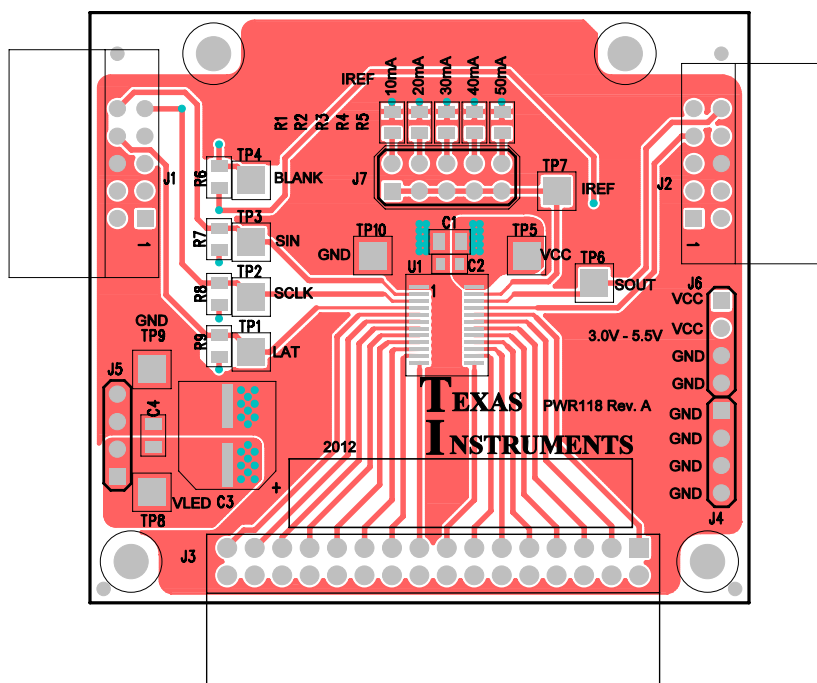 IREF
10mA
20mA
30mA
40mA
50mA
R1
R2
R3
R4
R5
J1
1
R6
TP4
BLANK
J7
TP7
IREF
J2
1
R7
TP3
SIN
TP10
GND
C1
TP5
VCC
C2
U1
1
TP6
SOUT
R8
TP2
SCLK
J6
VCC
VCC
GND
GND
3.0V - 5.5V
GND
TP9
R9
TP1
LAT
J5
C4
TEXAS
INSTRUMENTS
PWR118 Rev. A
GND
GND
GND
GND
J4
2012
+
C3
VLED
TP8
J3